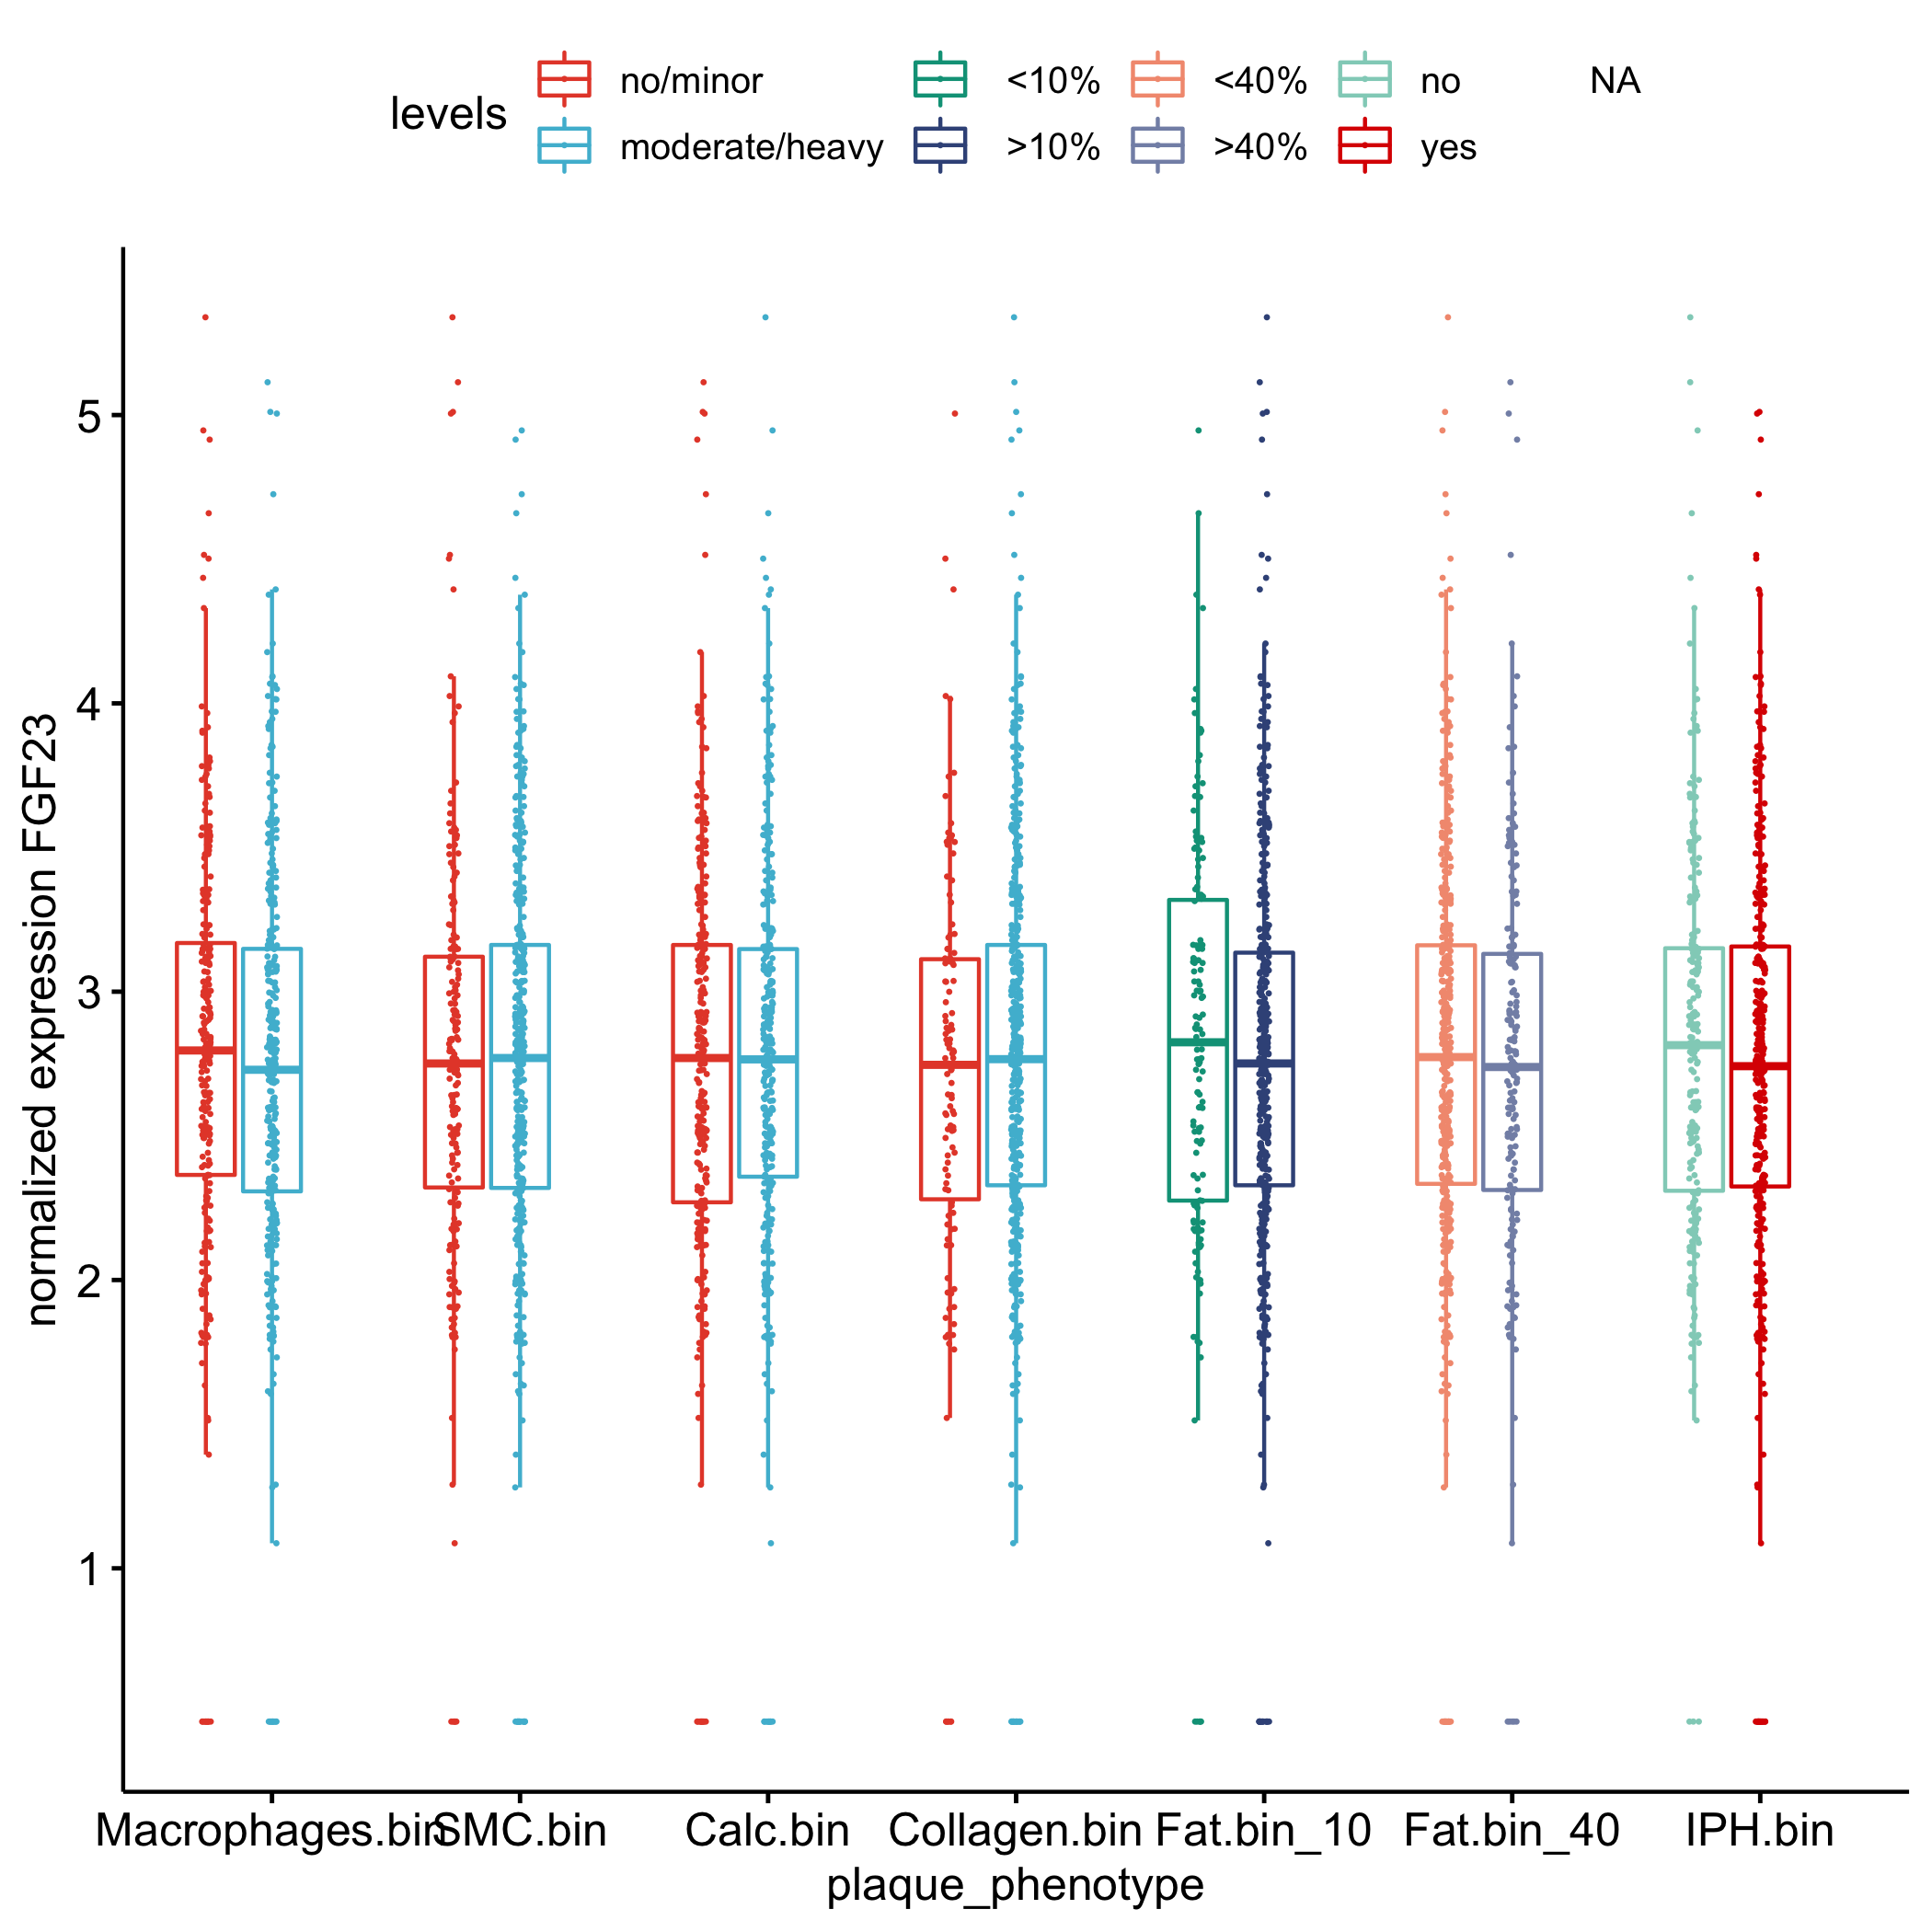 levels
no/minor <10% <40% no NA
moderate/heavy >10% >40% yes
normalized expression FGF23
5
4
3
2
1
Macrophages.bin SMC.bin Calc.bin Collagen.bin Fat.bin_10 Fat.bin_40 IPH.bin
plaque_phenotype